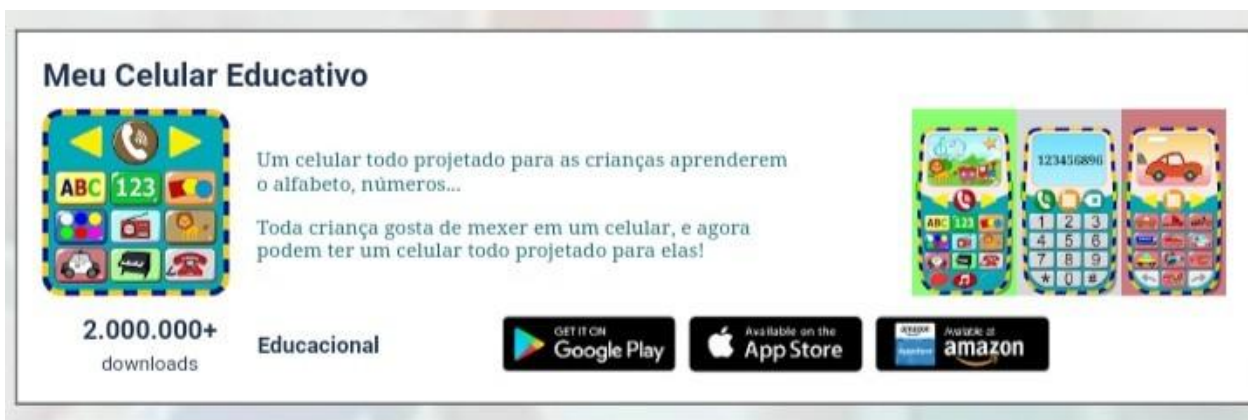 Meu Celular Educativo
ABC 123
Um celular todo projetado para as crianças aprenderem
o alfabeto, números...
Toda criança gosta de mexer em um celular, e agora
podem ter um celular todo projetado para elas!
2.000.000+
downloads
Educacional
GET IT ON
Google Play
Available on the
App Store
Available at
amazon
123456896
ABC 123
1 2 3
4 5 6
7 8 9
* 0 #